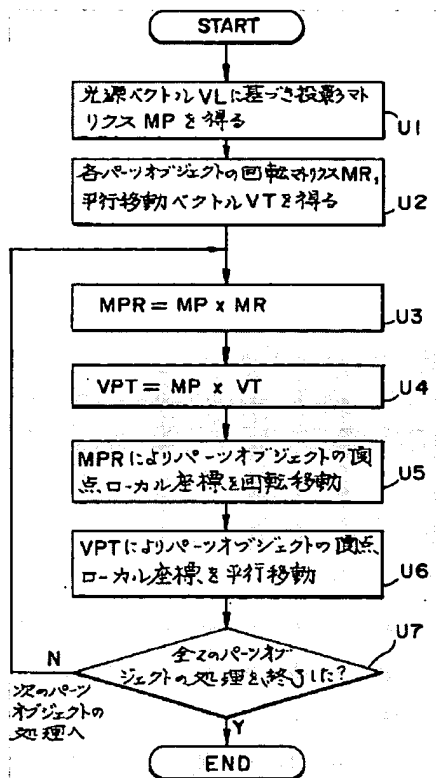 START
光源ベクトルVLに基づき投影マト
リクスMPを得る
U1
各パーツオブジェクトの回転マトリクスMR,
平行移動ベクトルVTを得る
U2
MPR = MP x MR
U3
VPT = MP x VT
U4
MPRによりパーツオブジェクトの頂
点ローカル座標を回転移動
U5
VPTによりパーツオブジェクトの頂点
ローカル座標を平行移動
U6
U7
全てのパーツオブ
ジェクトの処理を終了した?
N
次のパーツ
オブジェクトの
処理へ
Y
END